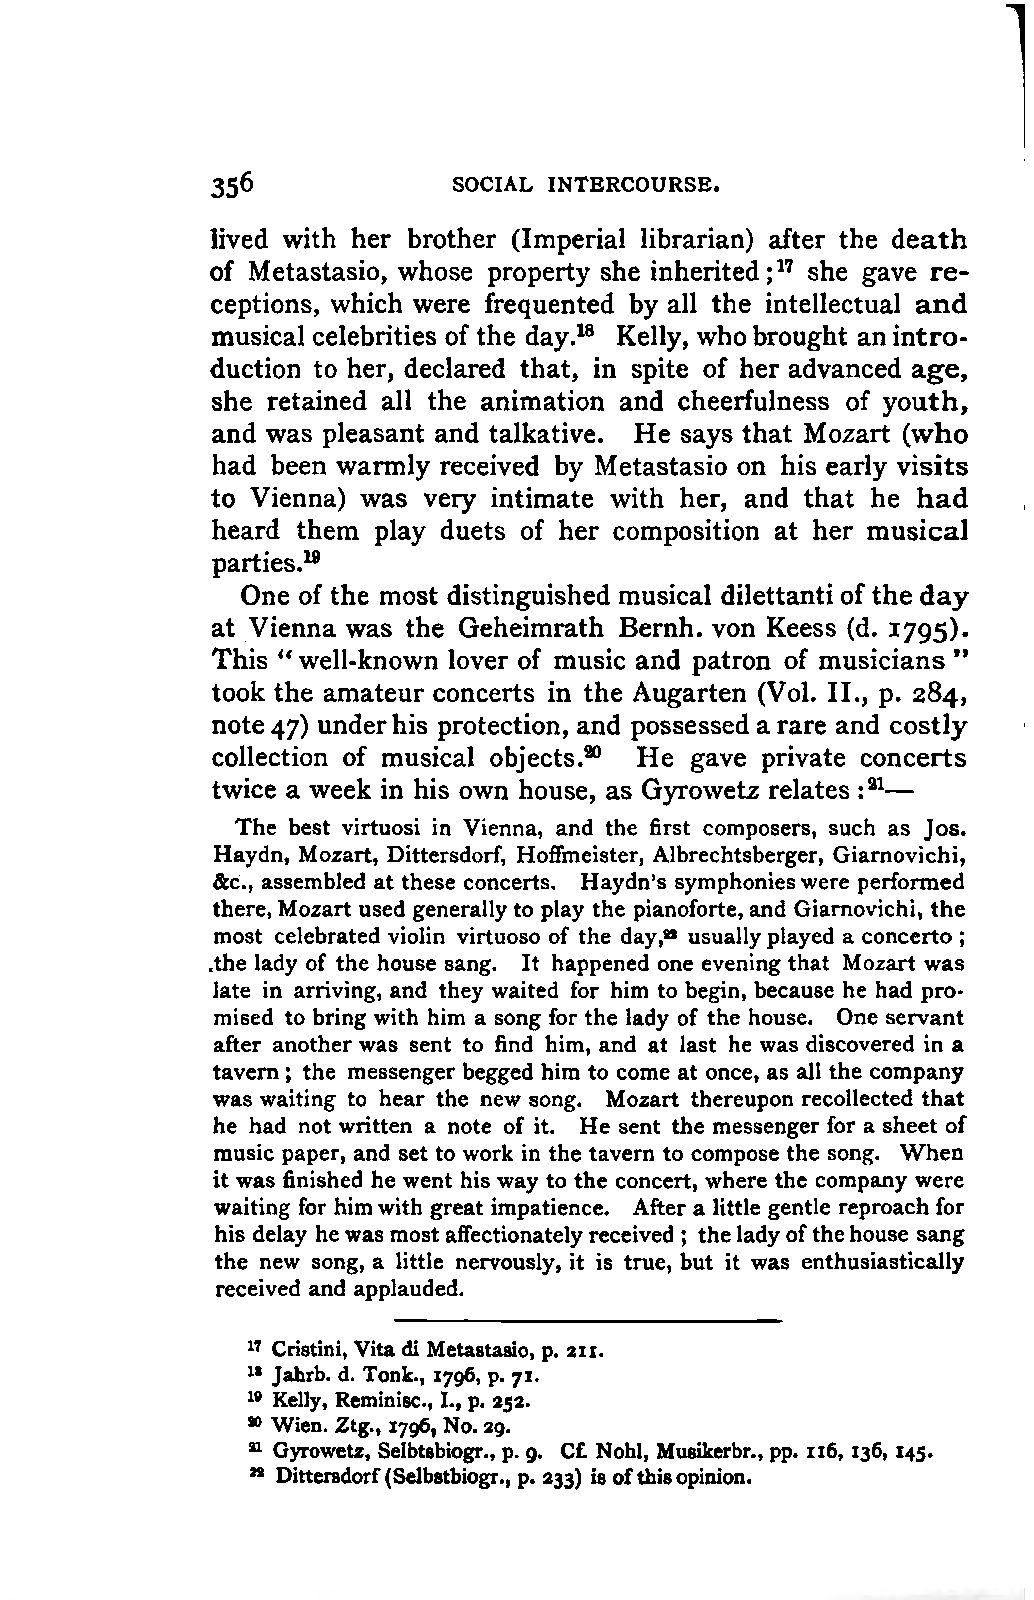 356 SOCIAL INTERCOURSE.
lived with her brother (Imperial librarian) after the death
of Metastasio, whose property she inherited;¹⁷ she gave re-
ceptions, which were frequented by all the intellectual and
musical celebrities of the day.¹⁸ Kelly, who brought an intro-
duction to her, declared that, in spite of her advanced age,
she retained all the animation and cheerfulness of youth,
and was pleasant and talkative. He says that Mozart (who
had been warmly received by Metastasio on his early visits
to Vienna) was very intimate with her, and that he had
heard them play duets of her composition at her musical
parties.¹⁹
One of the most distinguished musical dilettanti of the day
at Vienna was the Geheimrath Bernh. von Keess (d. 1795).
This “well-known lover of music and patron of musicians”
took the amateur concerts in the Augarten (Vol. II., p. 284,
note 47) under his protection, and possessed a rare and costly
collection of musical objects.²⁰ He gave private concerts
twice a week in his own house, as Gyrowetz relates:²¹—
The best virtuosi in Vienna, and the first composers, such as Jos.
Haydn, Mozart, Dittersdorf, Hoffmeister, Albrechtsberger, Giarnovichi,
&c., assembled at these concerts. Haydn's symphonies were performed
there, Mozart used generally to play the pianoforte, and Giarnovichi, the
most celebrated violin virtuoso of the day,²² usually played a concerto;
the lady of the house sang. It happened one evening that Mozart was
late in arriving, and they waited for him to begin, because he had pro-
mised to bring with him a song for the lady of the house. One servant
after another was sent to find him, and at last he was discovered in a
tavern; the messenger begged him to come at once, as all the company
was waiting to hear the new song. Mozart thereupon recollected that
he had not written a note of it. He sent the messenger for a sheet of
music paper, and set to work in the tavern to compose the song. When
it was finished he went his way to the concert, where the company were
waiting for him with great impatience. After a little gentle reproach for
his delay he was most affectionately received; the lady of the house sang
the new song, a little nervously, it is true, but it was enthusiastically
received and applauded.
¹⁷ Cristini, Vita di Metastasio, p. 211.
¹⁸ Jahrb. d. Tonk., 1796, p. 71.
¹⁹ Kelly, Reminisc., I., p. 252.
²⁰ Wien. Ztg., 1796, No. 29.
²¹ Gyrowetz, Selbtsbiogr., p. 9. Cf. Nohl, Musikerbr., pp. 116, 136, 145.
²² Dittersdorf (Selbstbiogr., p. 233) is of this opinion.